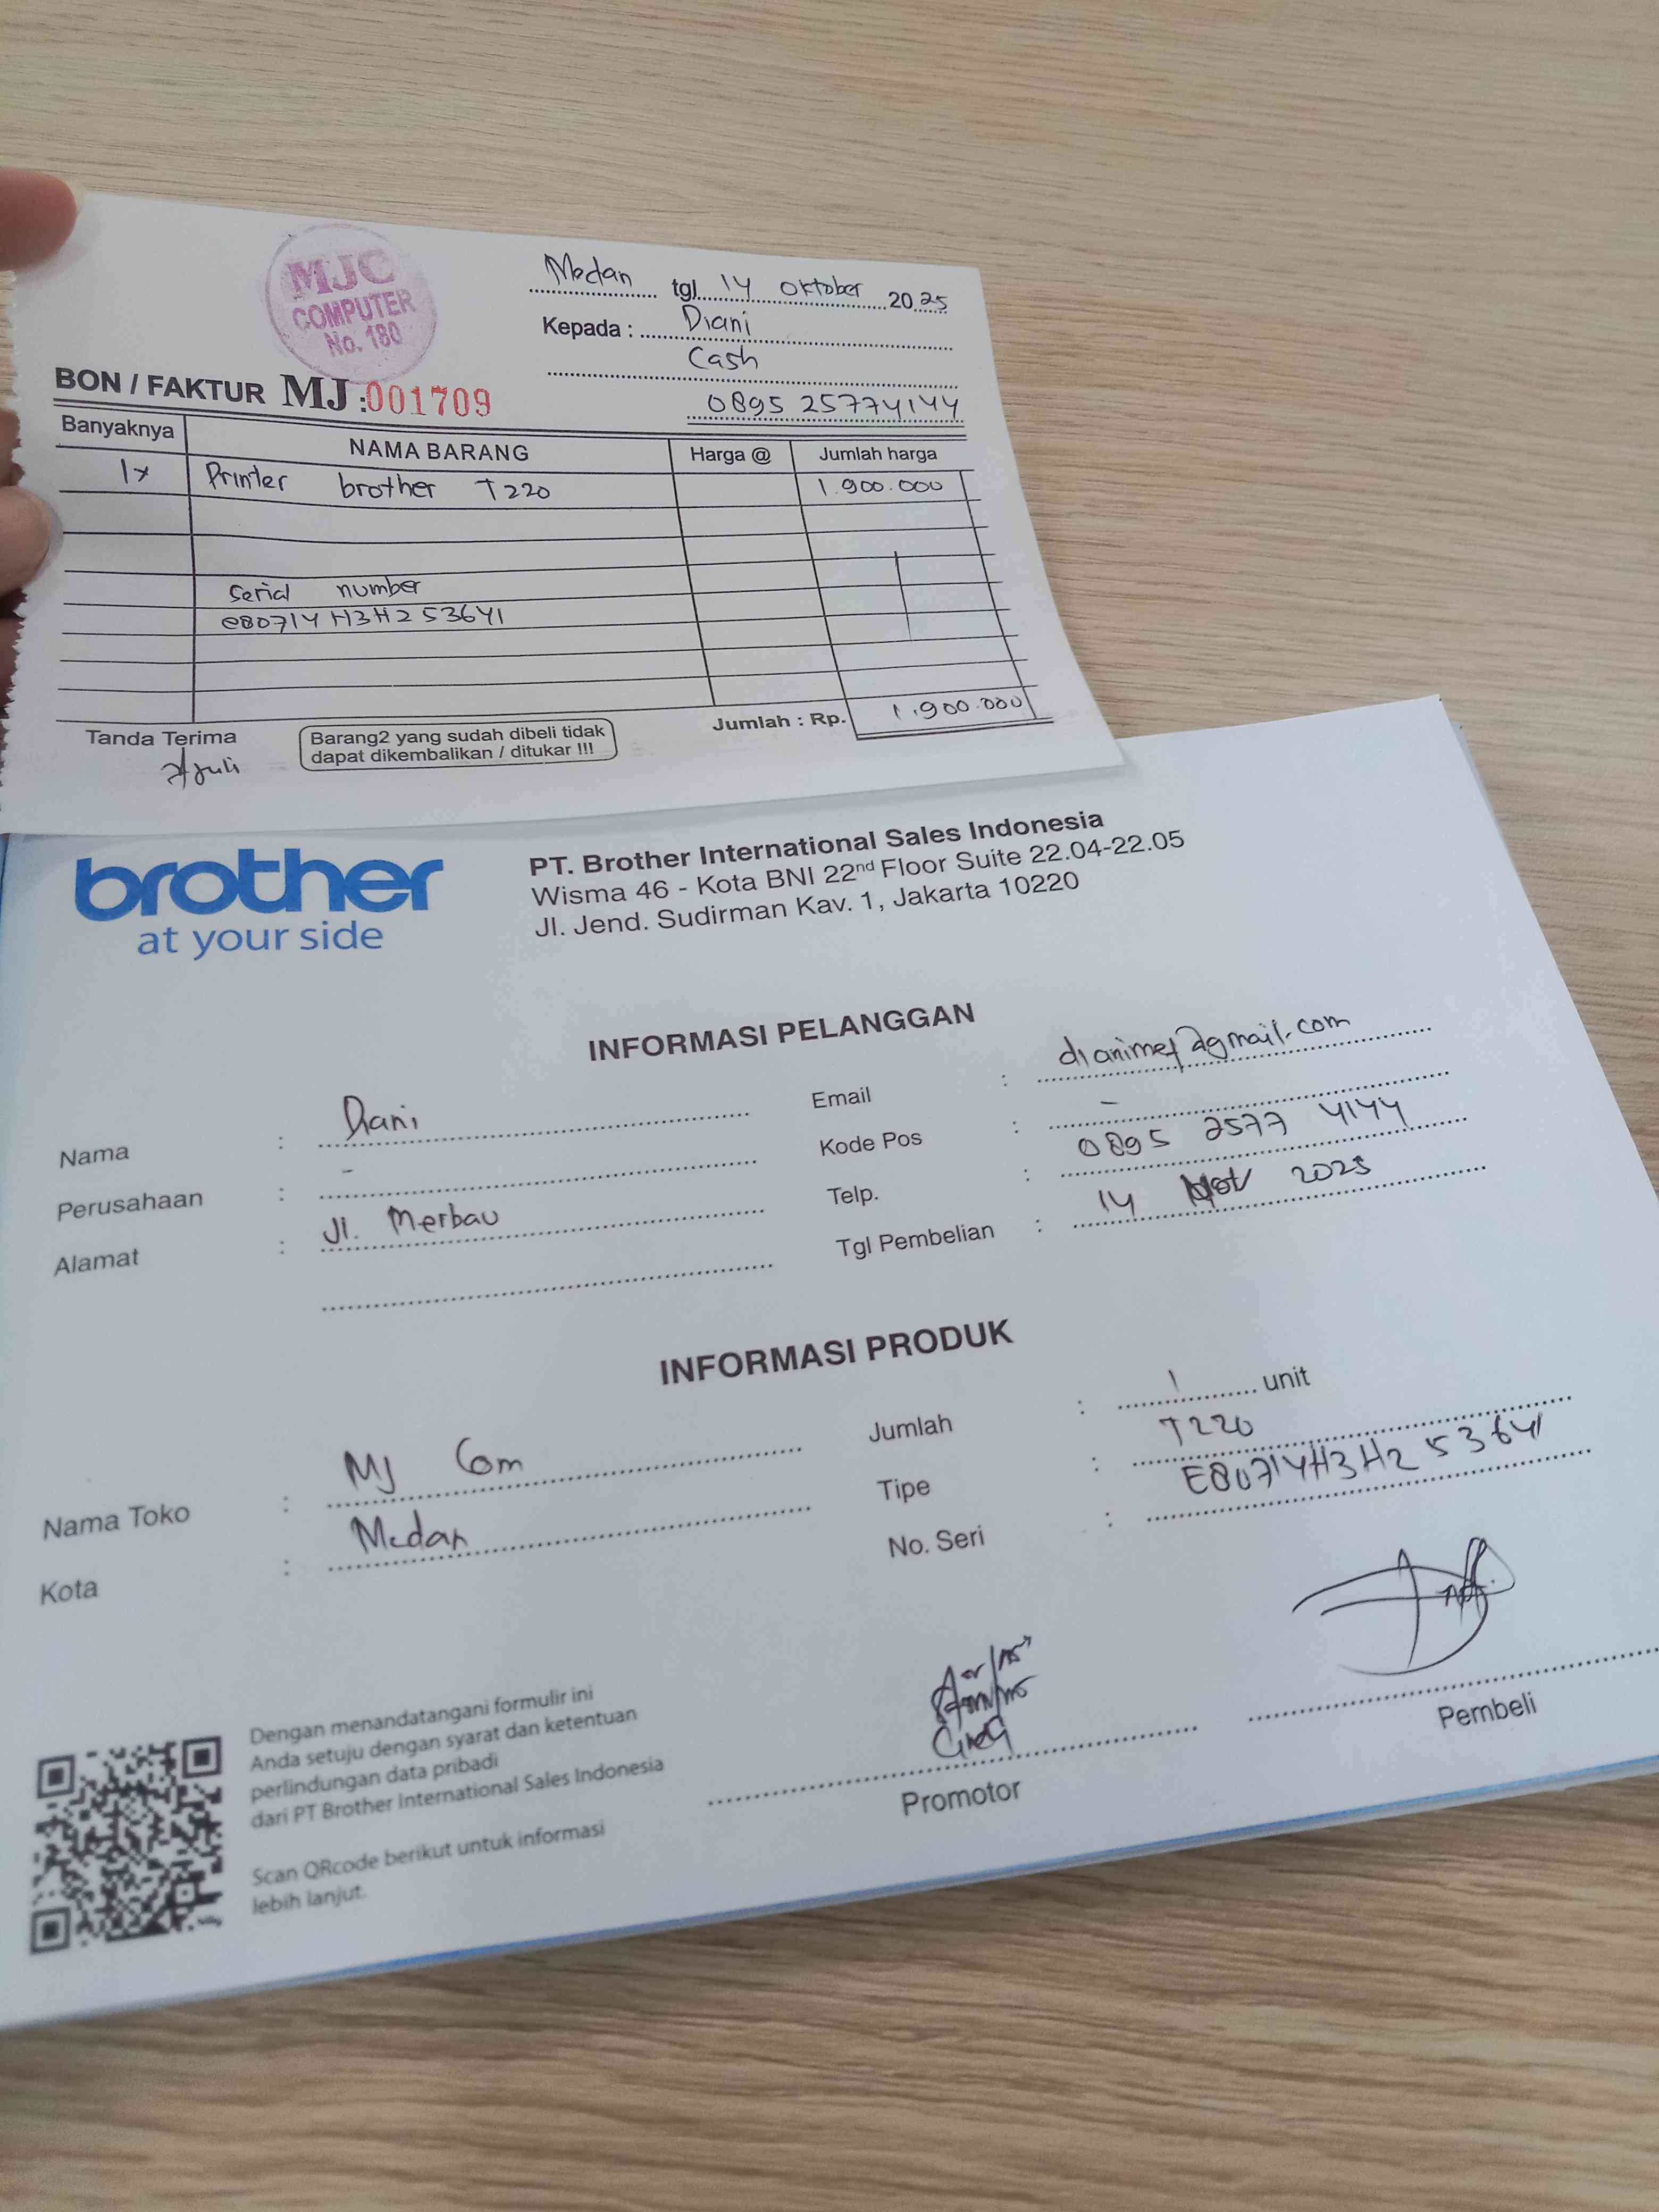 MJC
COMPUTER
No. 180
Medan tgl 14 oktober 2025
Kepada : Diani
Cash
BON / FAKTUR MJ :001709
0895 25774144
Banyaknya NAMA BARANG Harga @ Jumlah harga
1x Printer brother T220 1.900.000
Serial number
e80714H3H253641
Tanda Terima
Barang2 yang sudah dibeli tidak
dapat dikembalikan / ditukar !!!
Jumlah : Rp. 1.900.000
brother
at your side
PT. Brother International Sales Indonesia
Wisma 46 - Kota BNI 22nd Floor Suite 22.04-22.05
Jl. Jend. Sudirman Kav. 1, Jakarta 10220
INFORMASI PELANGGAN
Nama : Diani
Perusahaan : -
Alamat : Jl. Merbau
Email :
Kode Pos : -
Telp. : 0895 2577 4144
Tgl Pembelian : 14 2025
INFORMASI PRODUK
Nama Toko : MJ Com
Kota : Medan
Jumlah : 1 unit
Tipe : T220
No. Seri : E80714H3H253641
Dengan menandatangani formulir ini
Anda setuju dengan syarat dan ketentuan
perlindungan data pribadi
dari PT Brother International Sales Indonesia
Scan QRcode berikut untuk informasi
lebih lanjut.
Promotor
Pembeli